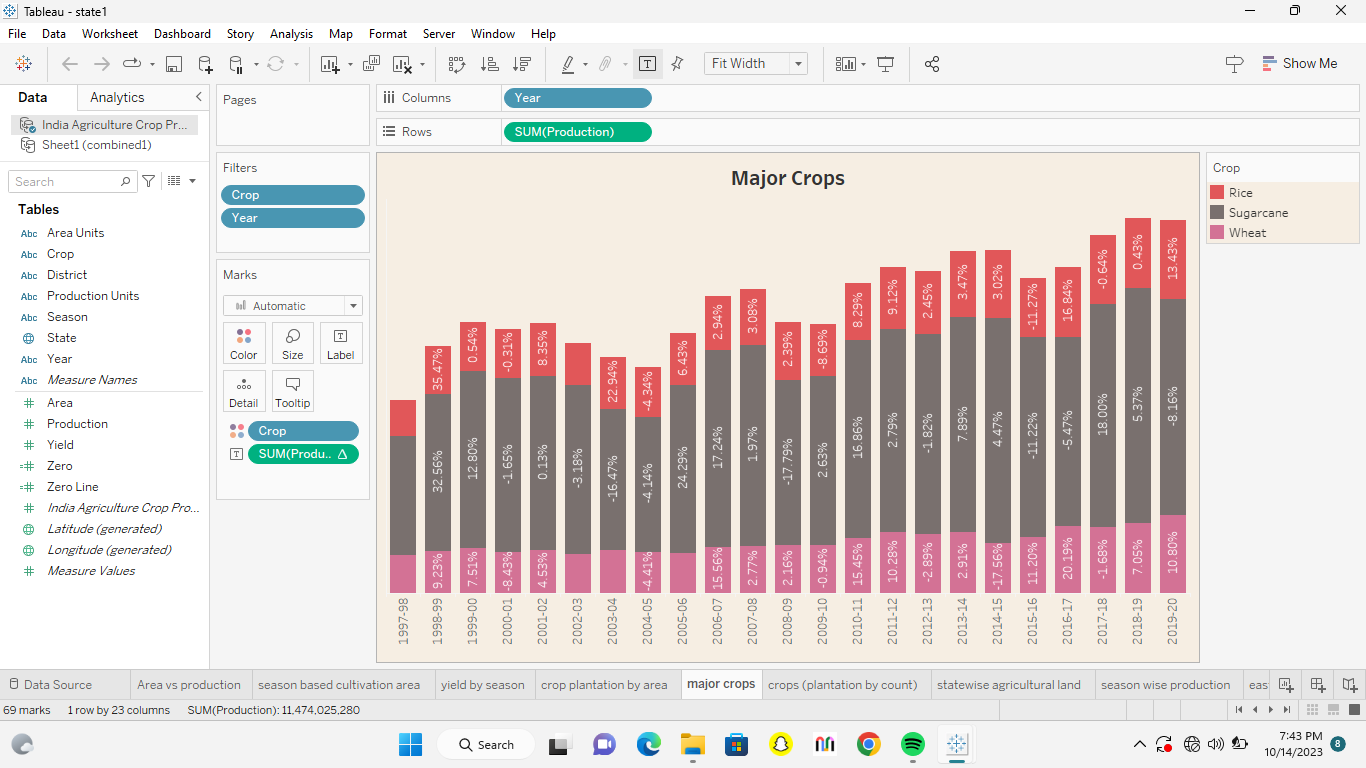 Tableau - state1
File Data Worksheet Dashboard Story Analysis Map Format Server Window Help
Fit Width
Show Me
Data Analytics
India Agriculture Crop Pr...
Sheet1 (combined1)
Search
Tables
Abc Area Units
Abc Crop
Abc District
Abc Production Units
Abc Season
State
Abc Year
Abc Measure Names
Area
Production
Yield
Zero
Zero Line
India Agriculture Crop Pro...
Latitude (generated)
Longitude (generated)
Measure Values
Pages
Filters
Crop
Year
Marks
Automatic
Color Size Label
Detail Tooltip
Crop
SUM(Produ.. Δ
Columns Year
Rows SUM(Production)
Major Crops
35.47% 0.54% -0.31% 8.35% 22.94% -4.34% 6.43% 2.94% 3.08% 2.39% -8.69% 8.29% 9.12% 2.45% 3.47% 3.02% -11.27% 16.84% -0.64% 0.43% 13.43%
32.56% 12.80% -1.65% 0.13% -3.18% -16.47% -4.14% 24.29% 17.24% 1.97% -17.79% 2.63% 16.86% 2.79% -1.82% 7.89% 4.47% -11.22% -5.47% 18.00% 5.37% -8.16%
9.23% 7.51% -8.43% 4.53% -4.41% 15.56% 2.77% 2.16% -0.94% 15.45% 10.28% -2.89% 2.91% -17.56% 11.20% 20.19% -1.68% 7.05% 10.80%
1997-98 1998-99 1999-00 2000-01 2001-02 2002-03 2003-04 2004-05 2005-06 2006-07 2007-08 2008-09 2009-10 2010-11 2011-12 2012-13 2013-14 2014-15 2015-16 2016-17 2017-18 2018-19 2019-20
Crop
Rice
Sugarcane
Wheat
Data Source Area vs production season based cultivation area yield by season crop plantation by area major crops crops (plantation by count) statewise agricultural land season wise production eas
69 marks 1 row by 23 columns SUM(Production): 11,474,025,280
Search
7:43 PM
10/14/2023
8